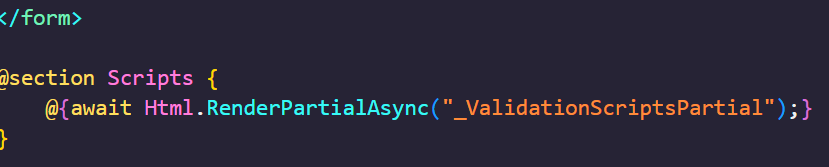 </form>
@section Scripts {
@{await Html.RenderPartialAsync("_ValidationScriptsPartial");}
}